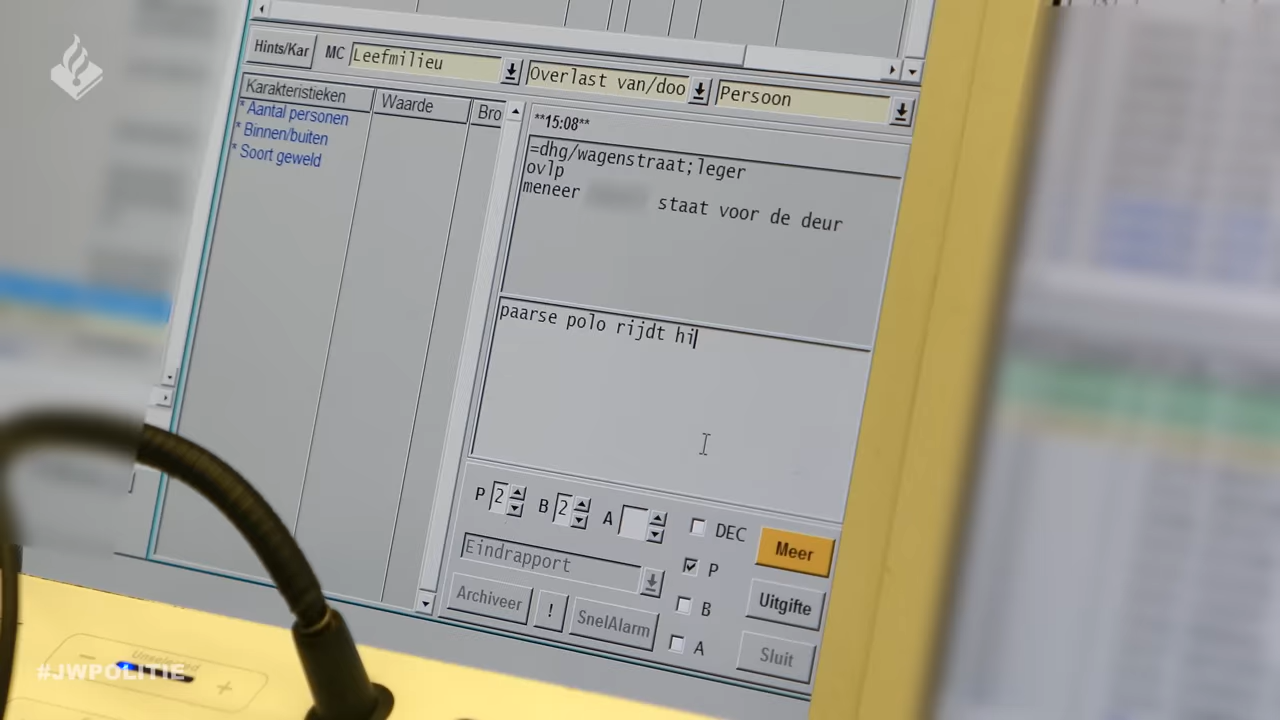 Hints/Kar MC Leefmilieu Overlast van/doo Persoon
Karakteristieken Waarde Bro
* Aantal personen
* Binnen/buiten
* Soort geweld
**15:08**
=dhg/wagenstraat;leger
ovlp
meneer staat voor de deur
paarse polo rijdt hi
P 2 B 2 A DEC Meer
Eindrapport P
B Uitgifte
Archiveer ! SnelAlarm
A Sluit
#JWPOLITIE